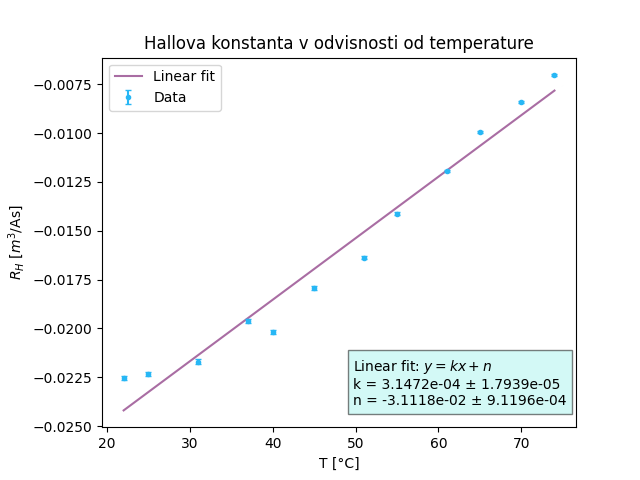 Hallova konstanta v odvisnosti od temperature
Linear fit
Data
−0.0075
−0.0100
−0.0125
−0.0150
−0.0175
−0.0200
−0.0225
−0.0250
R_H [m³/As]
Linear fit: y = kx + n
k = 3.1472e-04 ± 1.7939e-05
n = -3.1118e-02 ± 9.1196e-04
20 30 40 50 60 70
T [°C]